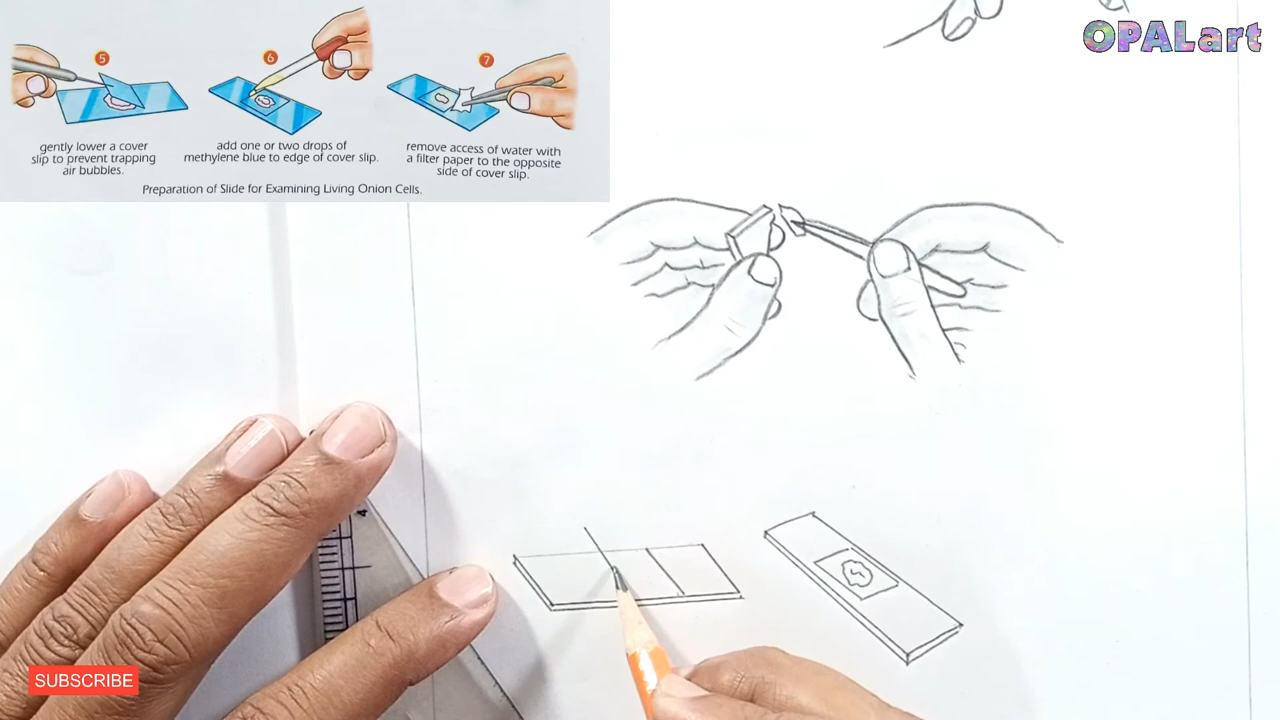 OPALart
5
6
7
gently lower a cover
slip to prevent trapping
air bubbles.
add one or two drops of
methylene blue to edge of cover slip.
remove access of water with
a filter paper to the opposite
side of cover slip.
Preparation of Slide for Examining Living Onion Cells.
4
SUBSCRIBE